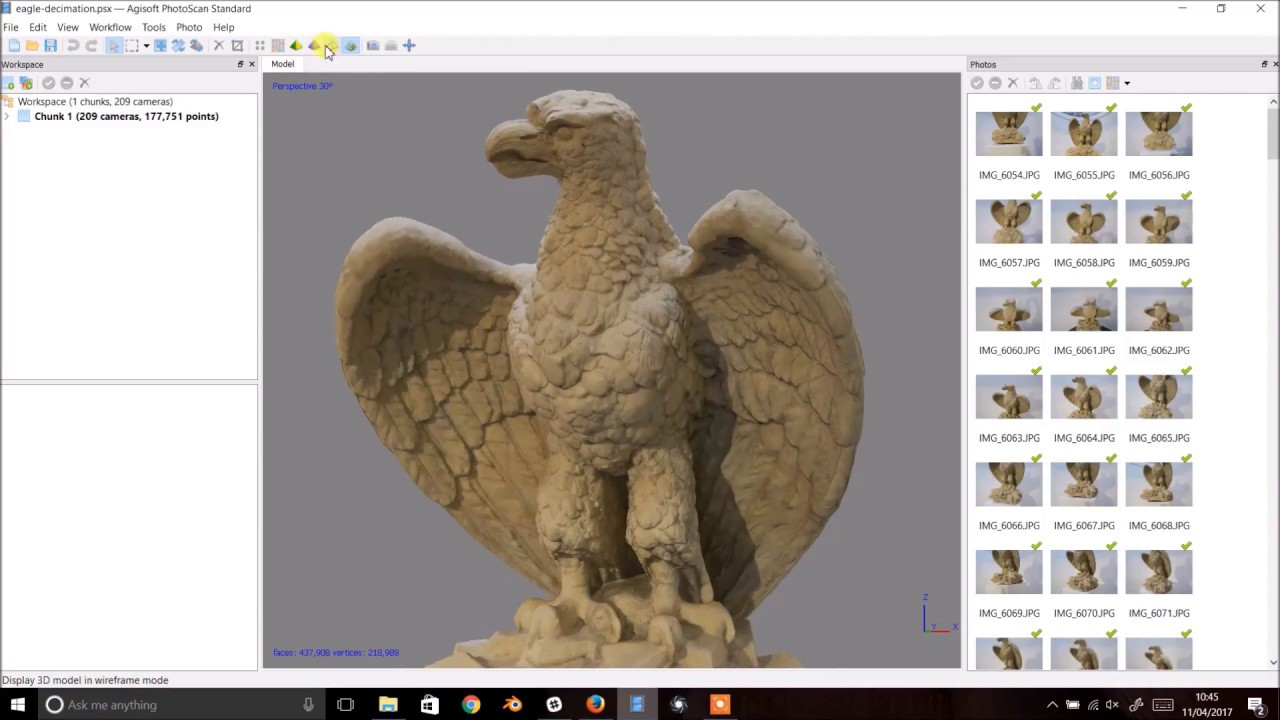 eagle-decimation.psx — Agisoft PhotoScan Standard
File Edit View Workflow Tools Photo Help
Workspace
Model
Photos
Perspective 30°
Workspace (1 chunks, 209 cameras)
Chunk 1 (209 cameras, 177,751 points)
IMG_6054.JPG IMG_6055.JPG IMG_6056.JPG
IMG_6057.JPG IMG_6058.JPG IMG_6059.JPG
IMG_6060.JPG IMG_6061.JPG IMG_6062.JPG
IMG_6063.JPG IMG_6064.JPG IMG_6065.JPG
IMG_6066.JPG IMG_6067.JPG IMG_6068.JPG
IMG_6069.JPG IMG_6070.JPG IMG_6071.JPG
Z
Y X
faces: 437,908 vertices: 218,988
Display 3D model in wireframe mode
Ask me anything
10:45
11/04/2017
2